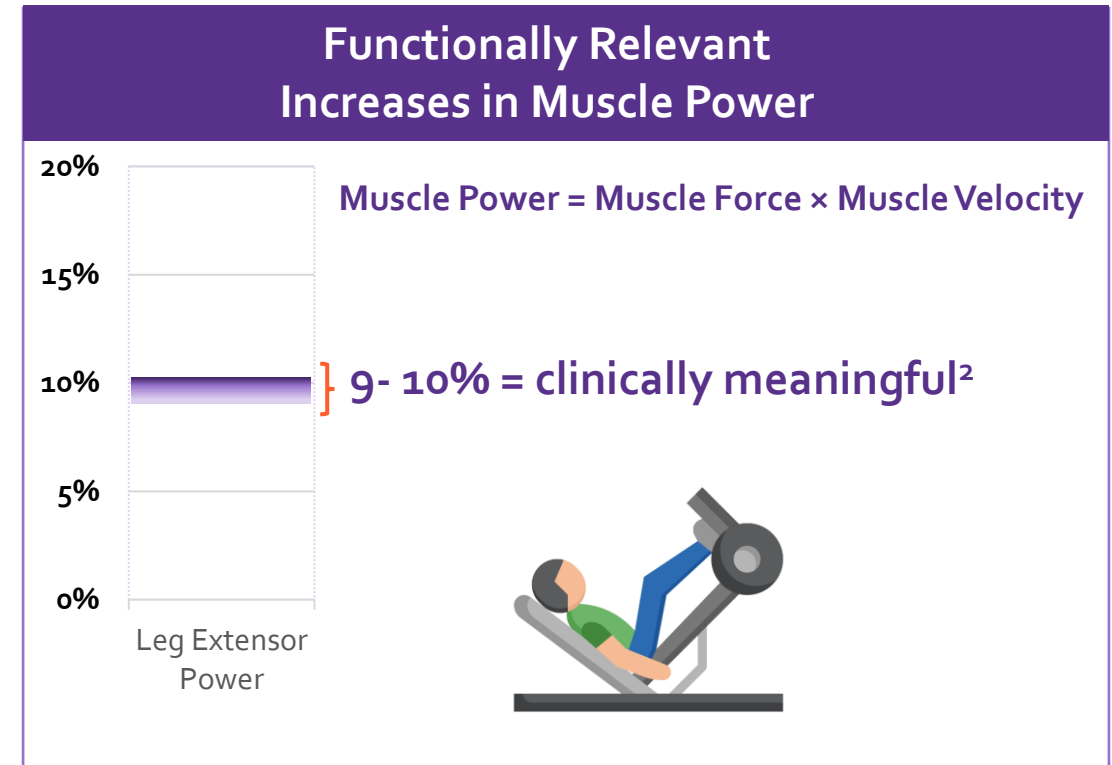 Functionally Relevant
Increases in Muscle Power
20%
Muscle Power = Muscle Force × Muscle Velocity
15%
10%
9- 10% = clinically meaningful²
5%
0%
Leg Extensor
Power